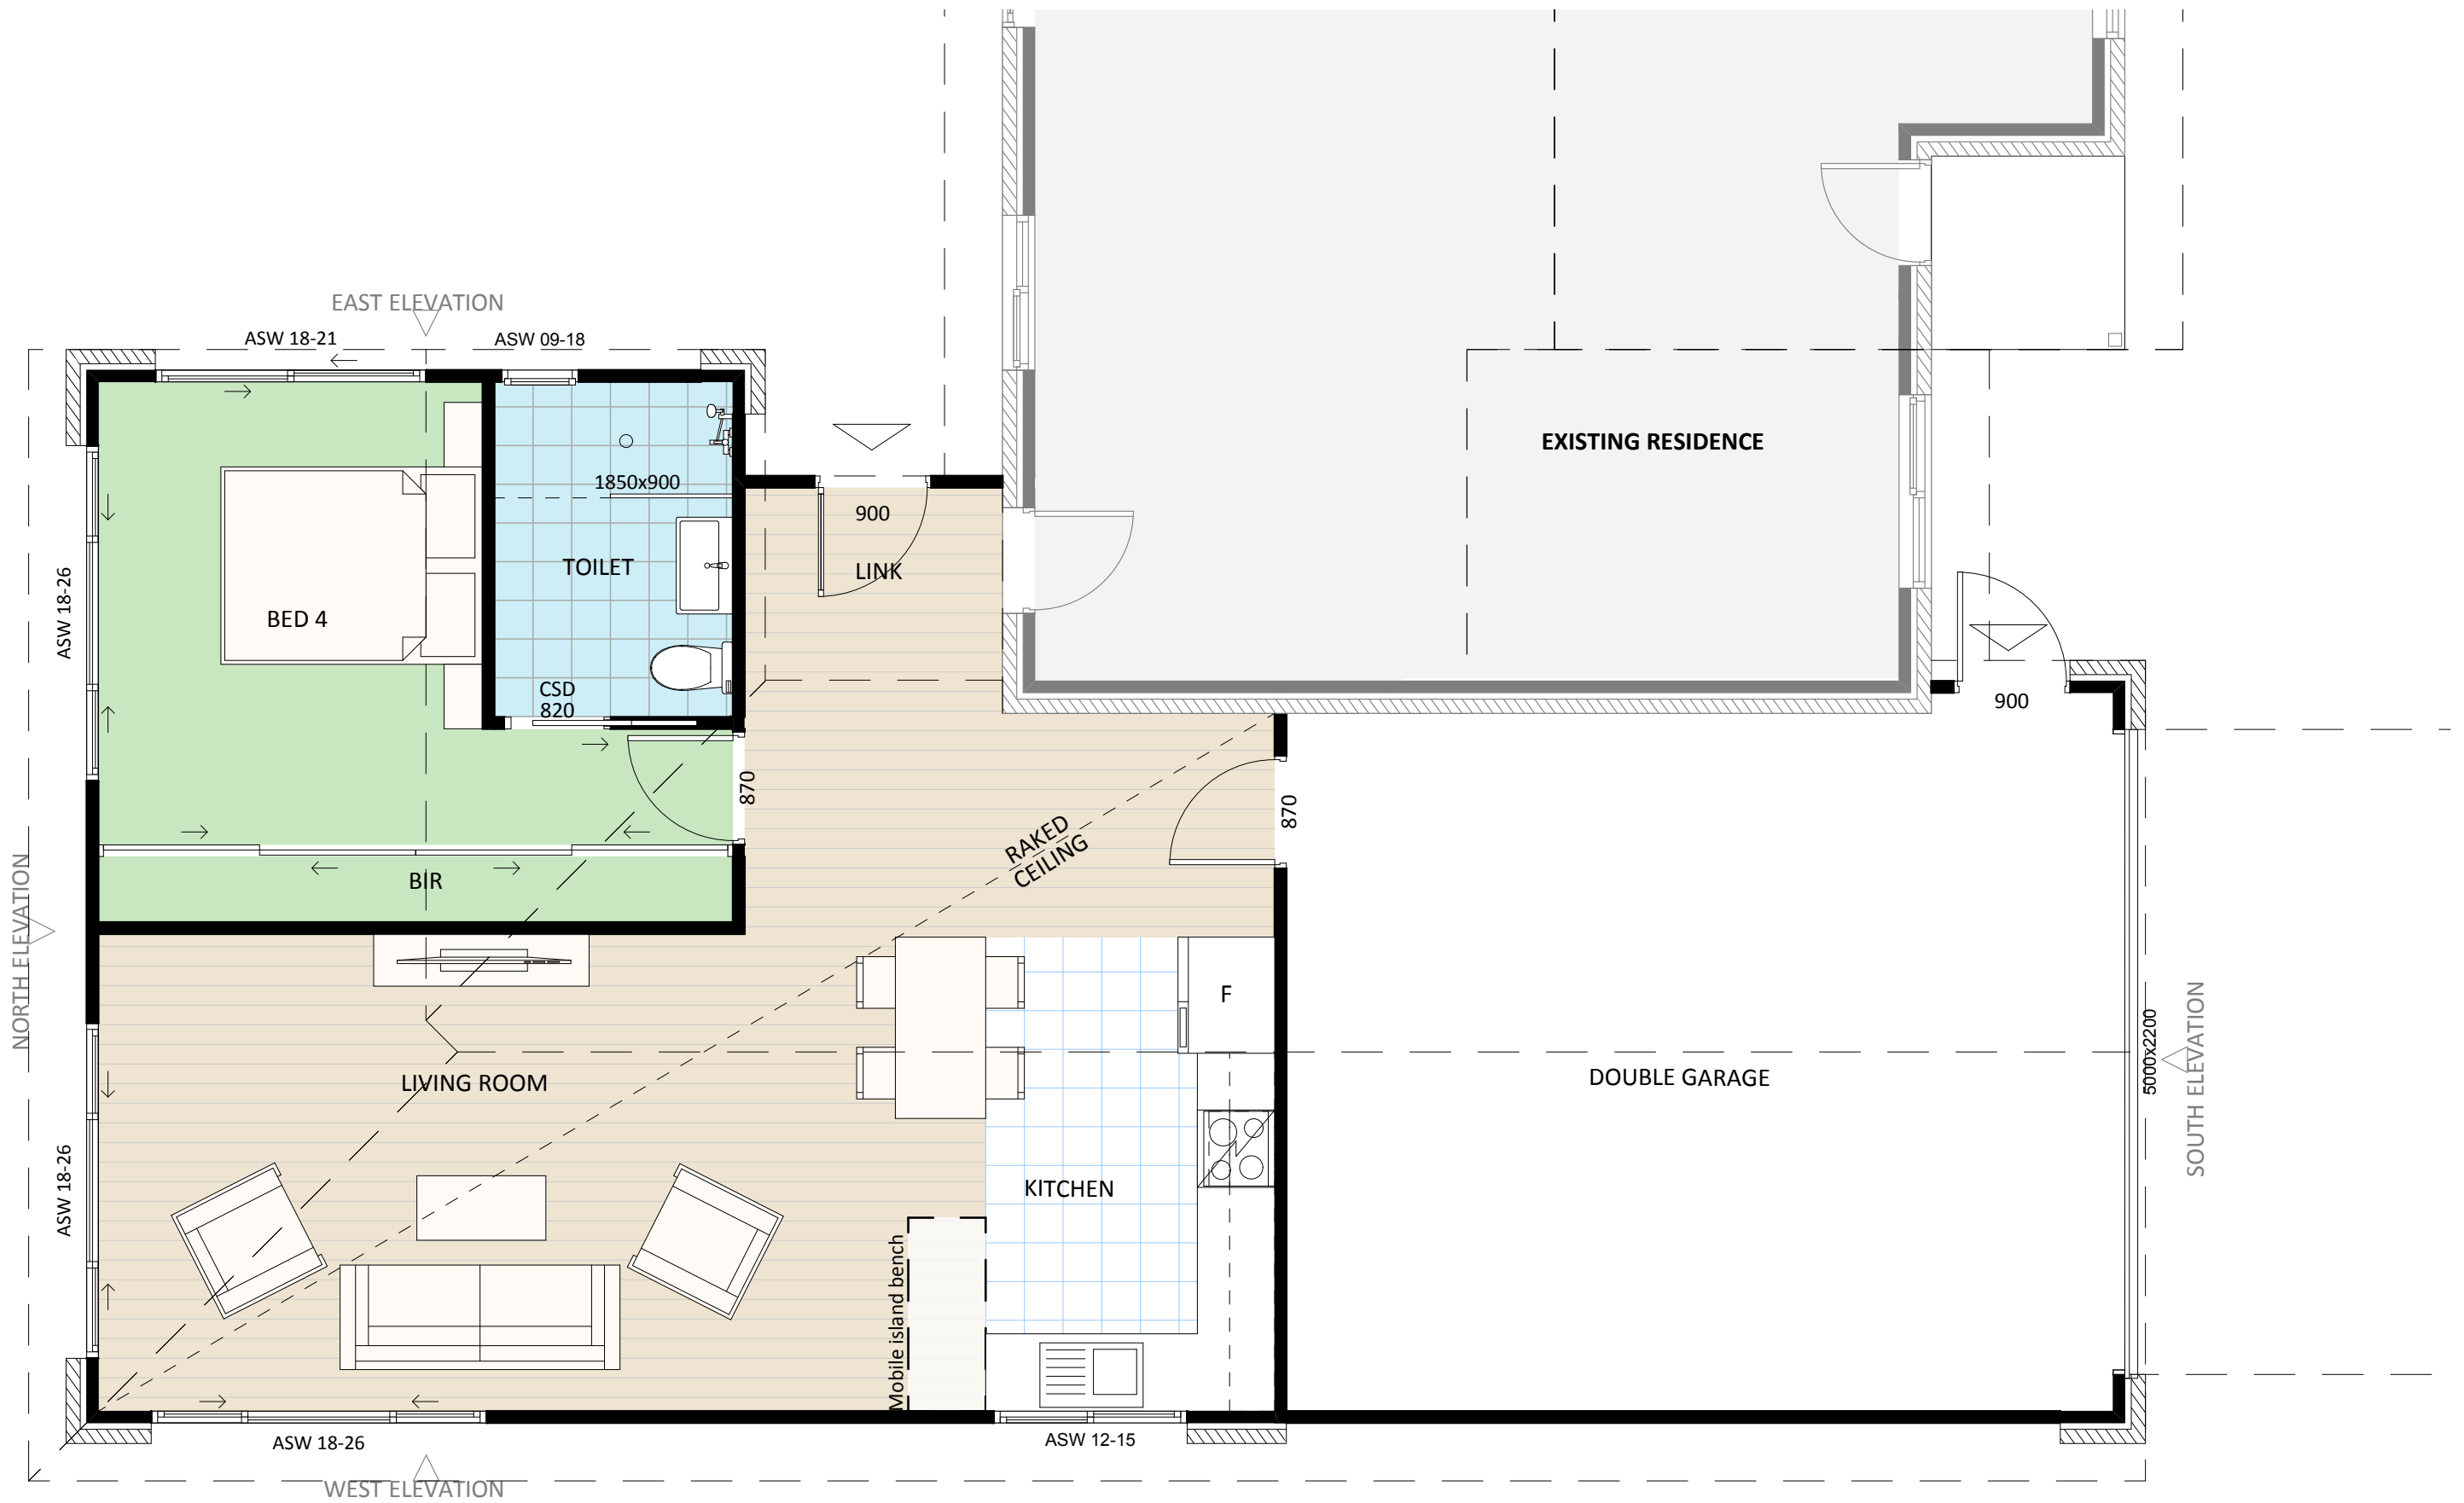 EAST ELEVATION
ASW 18-21
ASW 09-18
EXISTING RESIDENCE
1850x900
900
TOILET
LINK
BED 4
ASW 18-26
CSD
820
900
870
870
RAKED
CEILING
BIR
NORTH ELEVATION
F
LIVING ROOM
DOUBLE GARAGE
5000x2200
SOUTH ELEVATION
KITCHEN
ASW 18-26
Mobile island bench
ASW 18-26
ASW 12-15
WEST ELEVATION